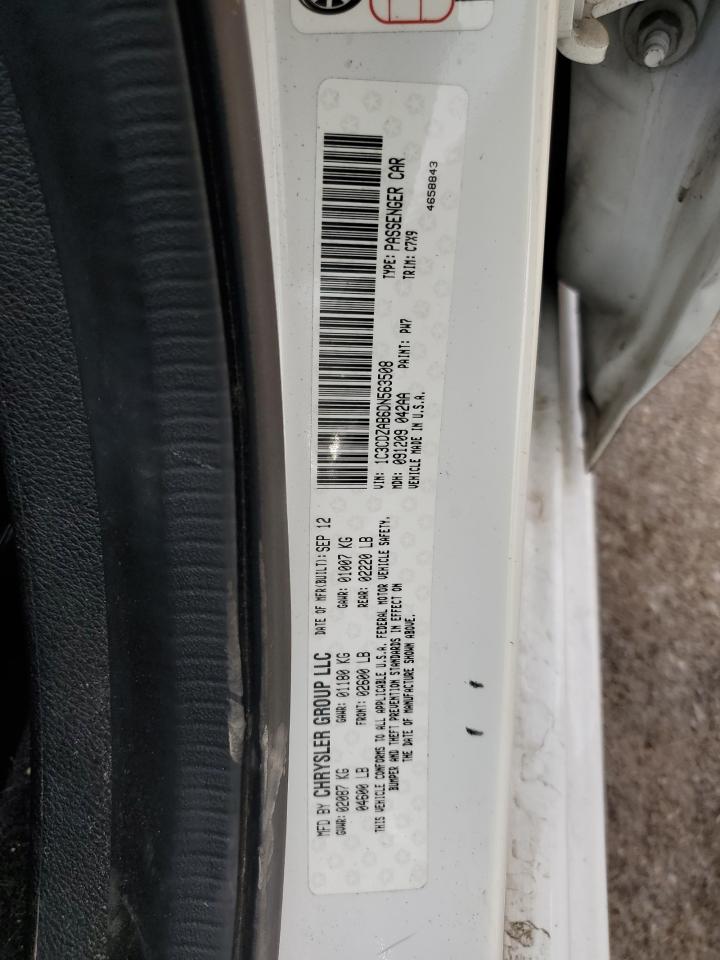 MFD BY CHRYSLER GROUP LLC DATE OF MFR(BUILT): SEP 12
GVWR: 02087 KG GAWR: 01180 KG GAWR: 01007 KG
04600 LB FRONT: 02600 LB REAR: 02220 LB
THIS VEHICLE CONFORMS TO ALL APPLICABLE U.S.A. FEDERAL MOTOR VEHICLE SAFETY,
BUMPER AND THEFT PREVENTION STANDARDS IN EFFECT ON
THE DATE OF MANUFACTURE SHOWN ABOVE.
VIN: 1C3CDZAB6DN563508 TYPE: PASSENGER CAR
MDH: 091209 042AA PAINT: PW7 TRIM: C7X9
VEHICLE MADE IN U.S.A.
4658843